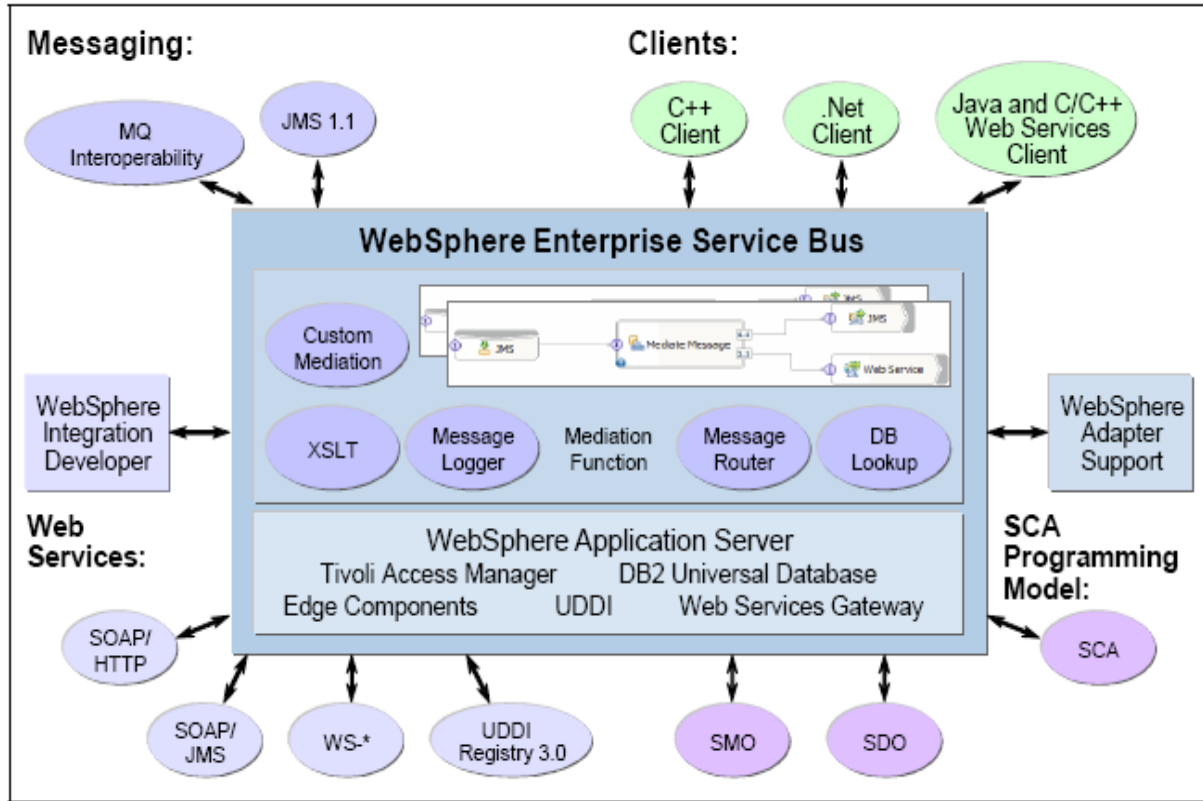 Messaging:
Clients:
MQ
Interoperability
JMS 1.1
C++
Client
.Net
Client
Java and C/C++
Web Services
Client
WebSphere Enterprise Service Bus
Custom
Mediation
JMS
JMS
Mediate Message
Web Service
WebSphere
Integration
Developer
XSLT
Message
Logger
Mediation
Function
Message
Router
DB
Lookup
WebSphere
Adapter
Support
Web
Services:
WebSphere Application Server
Tivoli Access Manager
DB2 Universal Database
Edge Components
UDDI
Web Services Gateway
SCA
Programming
Model:
SOAP/
HTTP
SOAP/
JMS
WS-*
UDDI
Registry 3.0
SMO
SDO
SCA